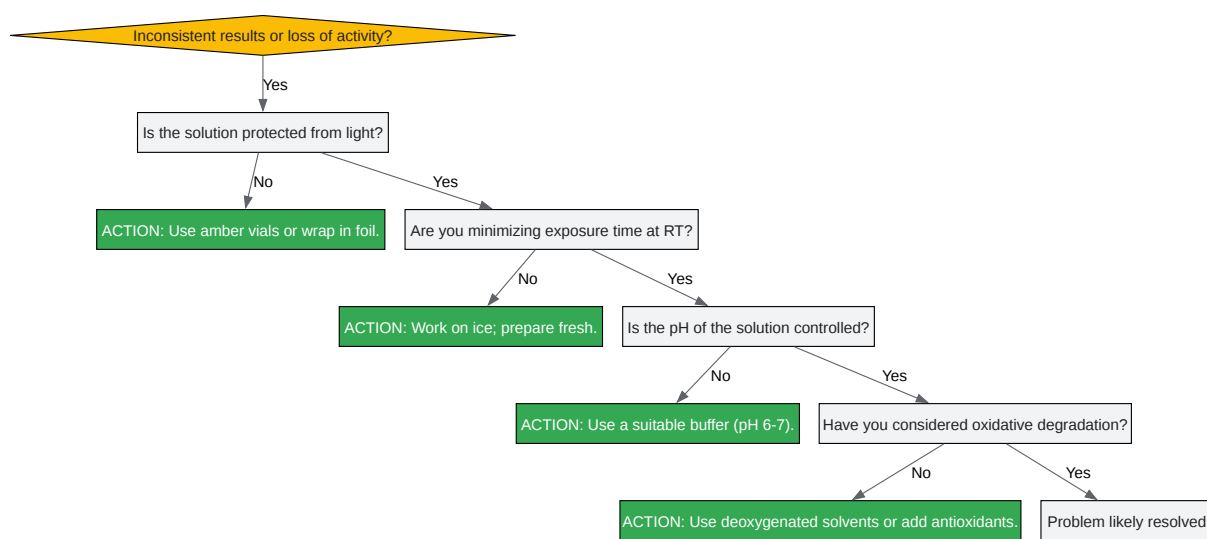 Inconsistent results or loss of activity?
Yes
Is the solution protected from light?
No
Yes
ACTION: Use amber vials or wrap in foil.
Are you minimizing exposure time at RT?
No
Yes
ACTION: Work on ice; prepare fresh.
Is the pH of the solution controlled?
No
Yes
ACTION: Use a suitable buffer (pH 6-7).
Have you considered oxidative degradation?
No
Yes
ACTION: Use deoxygenated solvents or add antioxidants.
Problem likely resolved